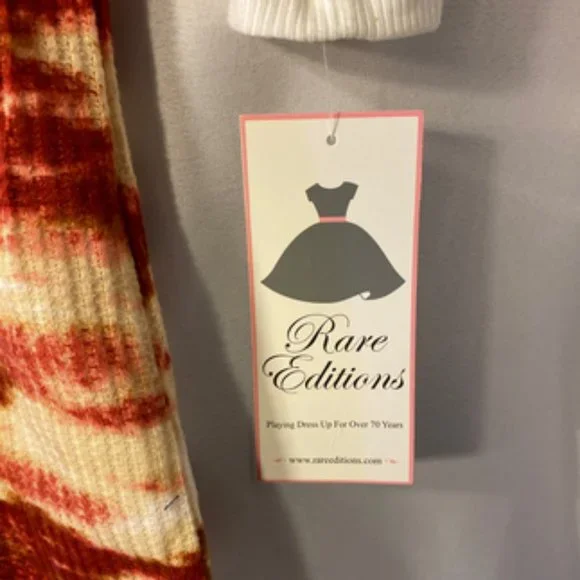 Rare
Editions
Playing Dress Up For Over 70 Years
www.rareeditions.com